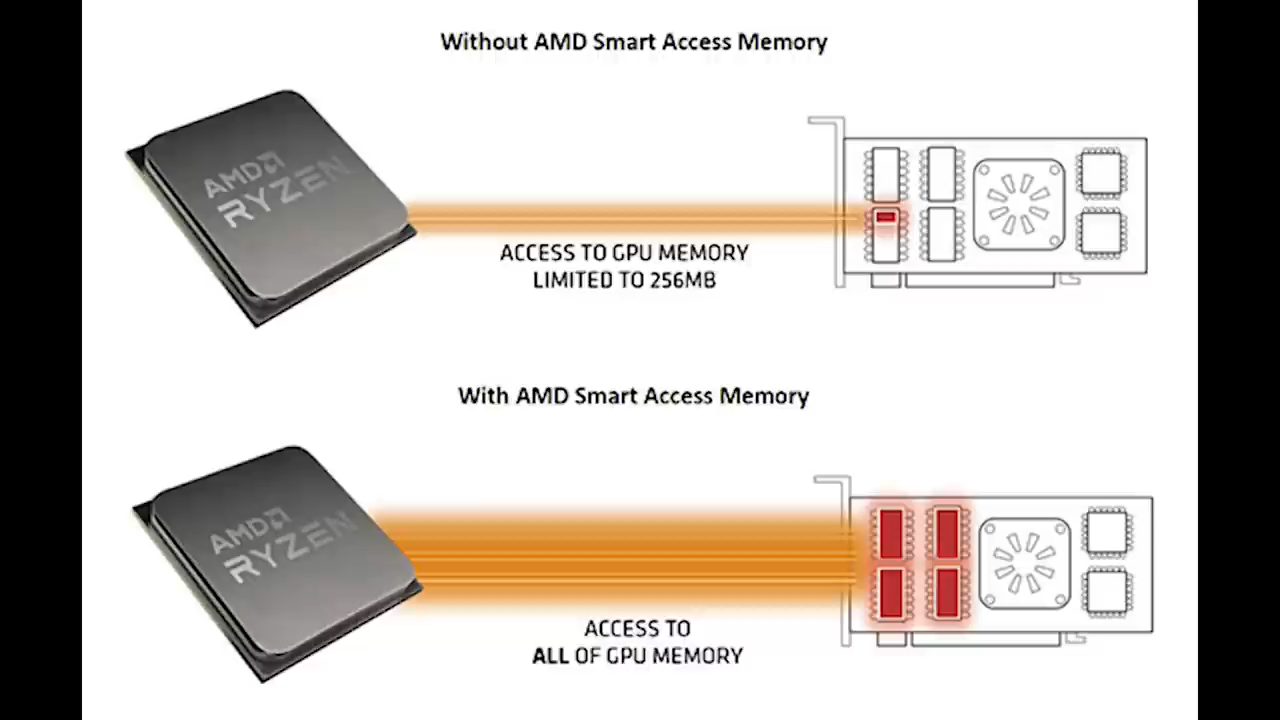 Without AMD Smart Access Memory
AMD
RYZEN
ACCESS TO GPU MEMORY
LIMITED TO 256MB
With AMD Smart Access Memory
AMD
RYZEN
ACCESS TO
ALL OF GPU MEMORY